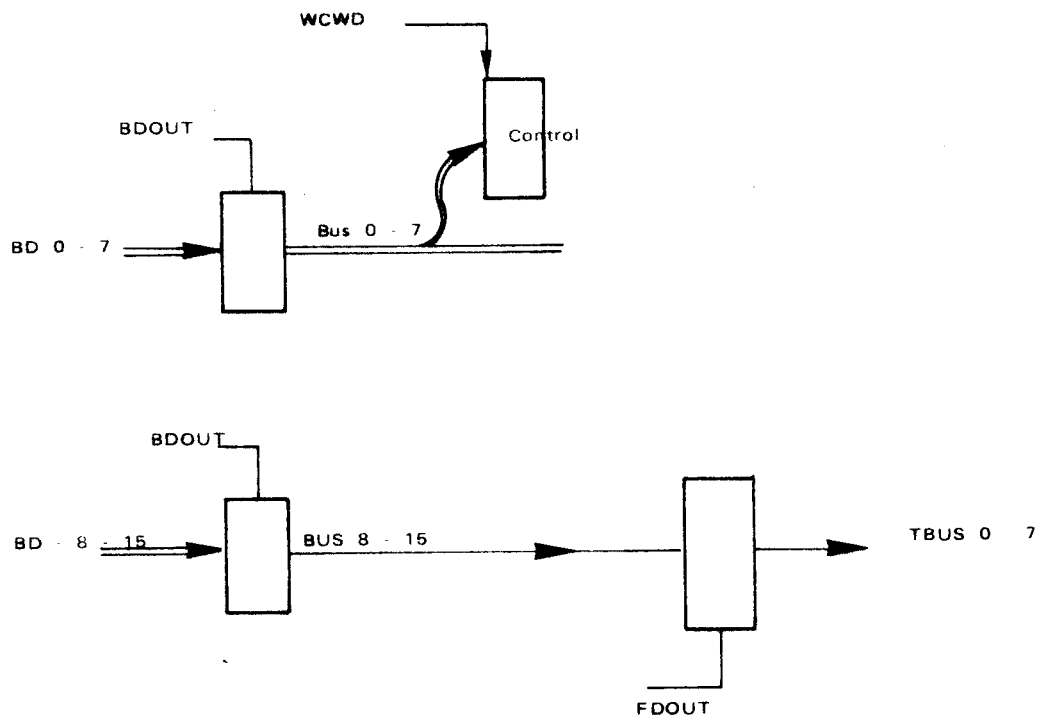 WCWD
BDOUT
Control
Bus 0 - 7
BD 0 - 7
BDOUT
BD - 8 - 15
BUS 8 - 15
TBUS 0 7
FDOUT